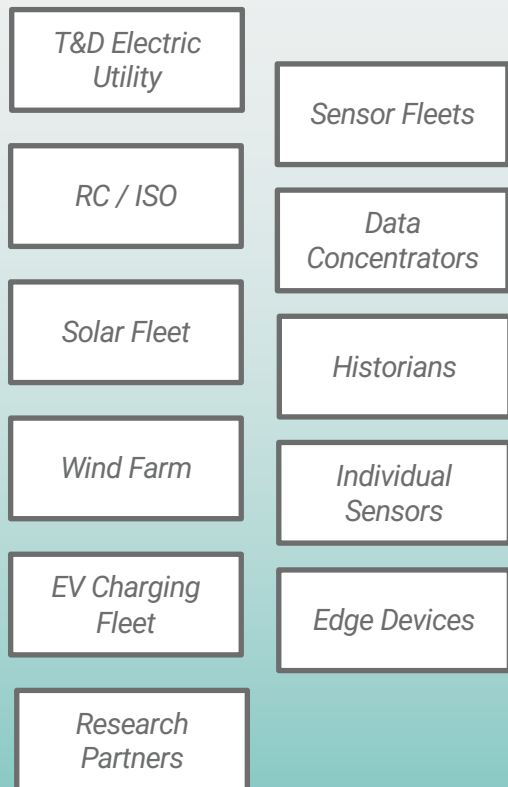 T&D Electric
Utility
RC / ISO
Solar Fleet
Wind Farm
EV Charging
Fleet
Research
Partners
Sensor Fleets
Data
Concentrators
Historians
Individual
Sensors
Edge Devices